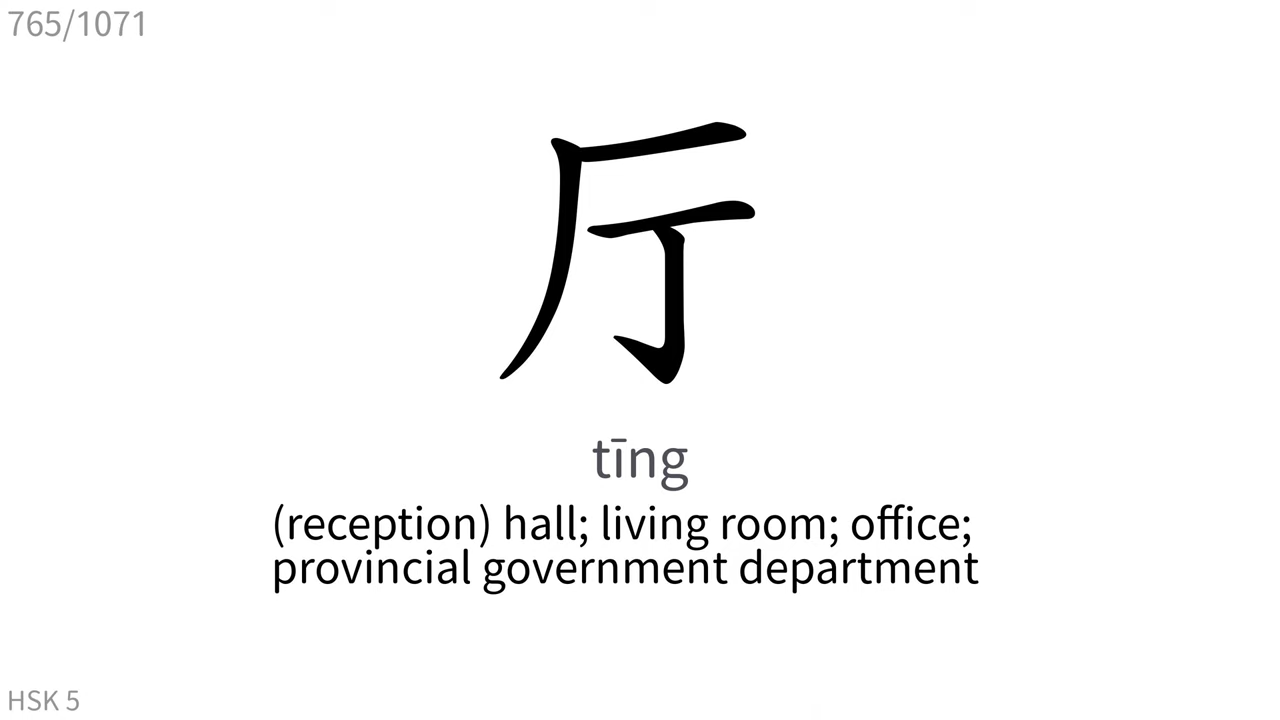 765/1071
厅
tīng
(reception) hall; living room; office;
provincial government department
HSK 5